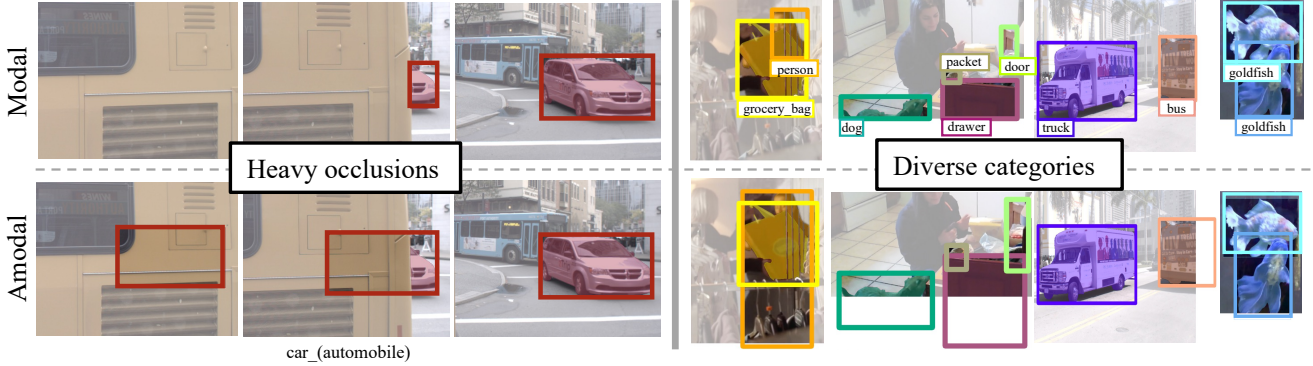 Modal
person
grocery_bag
packet
door
dog
drawer
truck
bus
goldfish
goldfish
Heavy occlusions
Diverse categories
Amodal
car_(automobile)